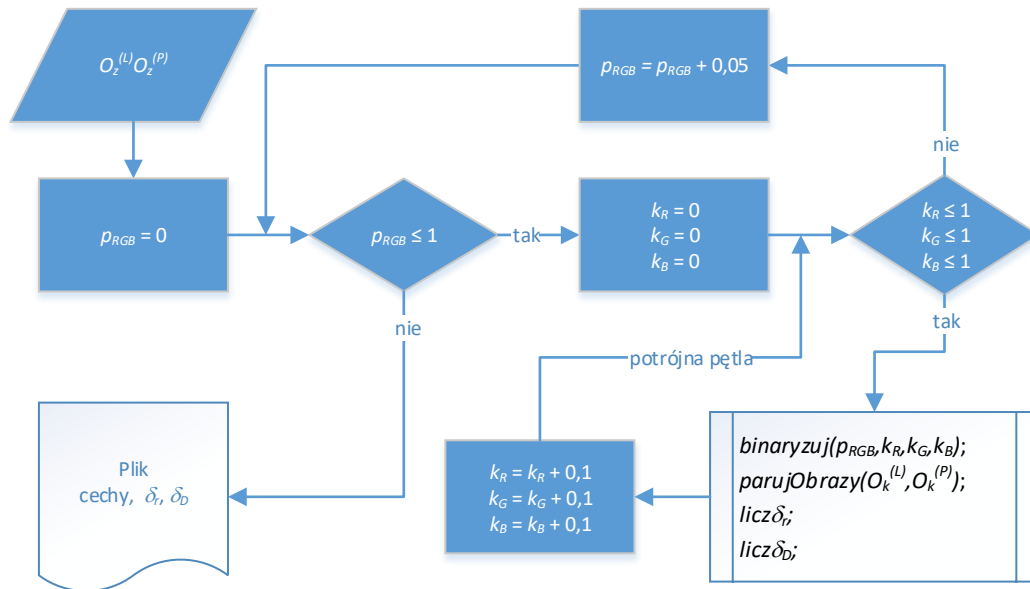 O_z^(L)O_z^(P)
p_RGB = p_RGB + 0,05
nie
p_RGB = 0
p_RGB ≤ 1
tak
k_R = 0
k_G = 0
k_B = 0
k_R ≤ 1
k_G ≤ 1
k_B ≤ 1
nie
tak
potrójna pętla
Plik
cechy, δ_r, δ_D
k_R = k_R + 0,1
k_G = k_G + 0,1
k_B = k_B + 0,1
binaryzuj(p_RGB,k_R,k_G,k_B);
parujObrazy(O_k^(L),O_k^(P));
liczδ_r;
liczδ_D;